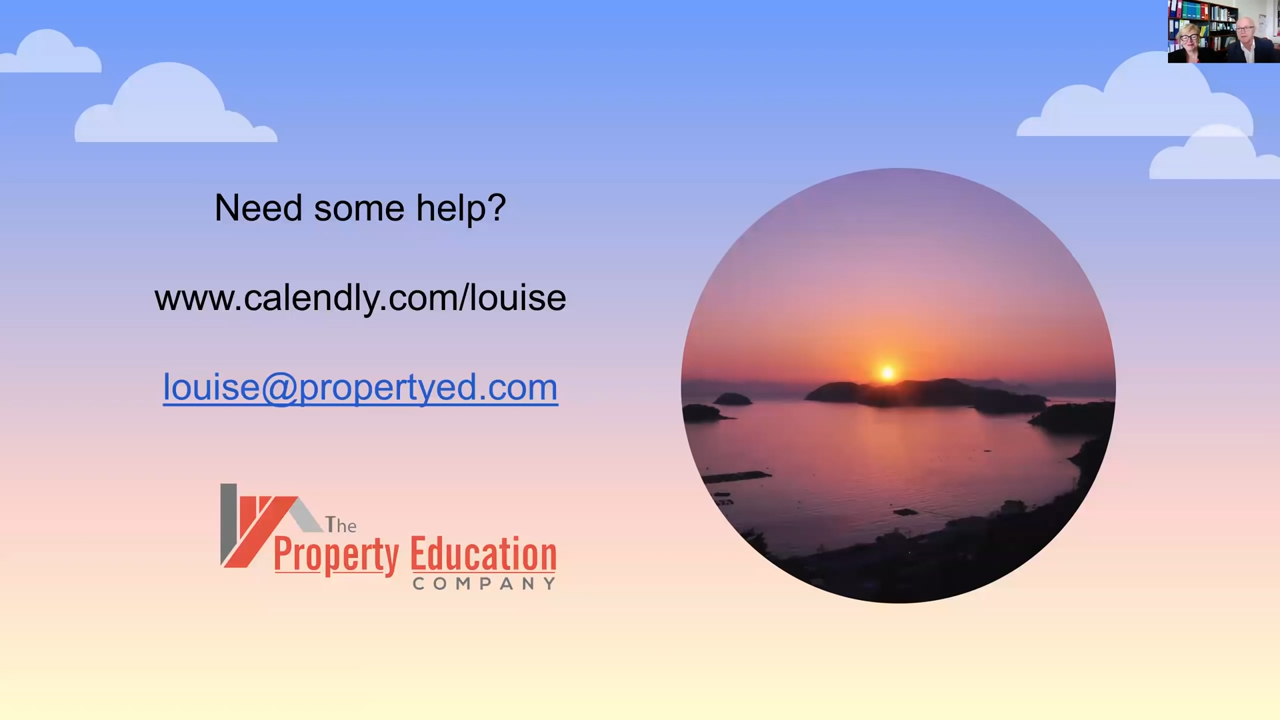 Need some help?
www.calendly.com/louise
louise@propertyed.com
The
Property Education
COMPANY